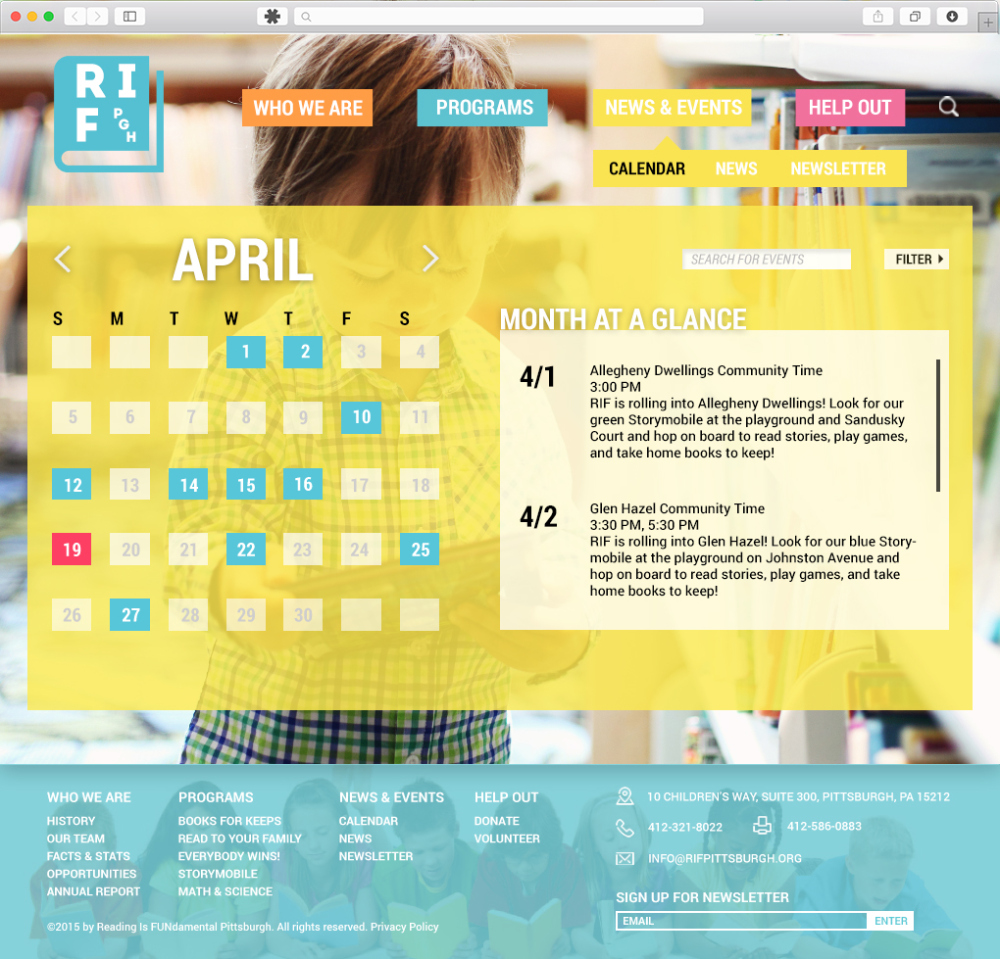 R I
F PGH
WHO WE ARE
PROGRAMS
NEWS & EVENTS
HELP OUT
CALENDAR
NEWS
NEWSLETTER
APRIL
SEARCH FOR EVENTS
FILTER
S M T W T F S
1 2 3 4
5 6 7 8 9 10 11
12 13 14 15 16 17 18
19 20 21 22 23 24 25
26 27 28 29 30
MONTH AT A GLANCE
4/1
Allegheny Dwellings Community Time
3:00 PM
RIF is rolling into Allegheny Dwellings! Look for our
green Storymobile at the playground and Sandusky
Court and hop on board to read stories, play games,
and take home books to keep!
4/2
Glen Hazel Community Time
3:30 PM, 5:30 PM
RIF is rolling into Glen Hazel! Look for our blue Story-
mobile at the playground on Johnston Avenue and
hop on board to read stories, play games, and take
home books to keep!
WHO WE ARE
HISTORY
OUR TEAM
FACTS & STATS
OPPORTUNITIES
ANNUAL REPORT
PROGRAMS
BOOKS FOR KEEPS
READ TO YOUR FAMILY
EVERYBODY WINS!
STORYMOBILE
MATH & SCIENCE
NEWS & EVENTS
CALENDAR
NEWS
NEWSLETTER
HELP OUT
DONATE
VOLUNTEER
10 CHILDREN'S WAY, SUITE 300, PITTSBURGH, PA 15212
412-321-8022
412-586-0883
INFO@RIFPITTSBURGH.ORG
SIGN UP FOR NEWSLETTER
EMAIL
ENTER
©2015 by Reading Is FUNdamental Pittsburgh. All rights reserved. Privacy Policy